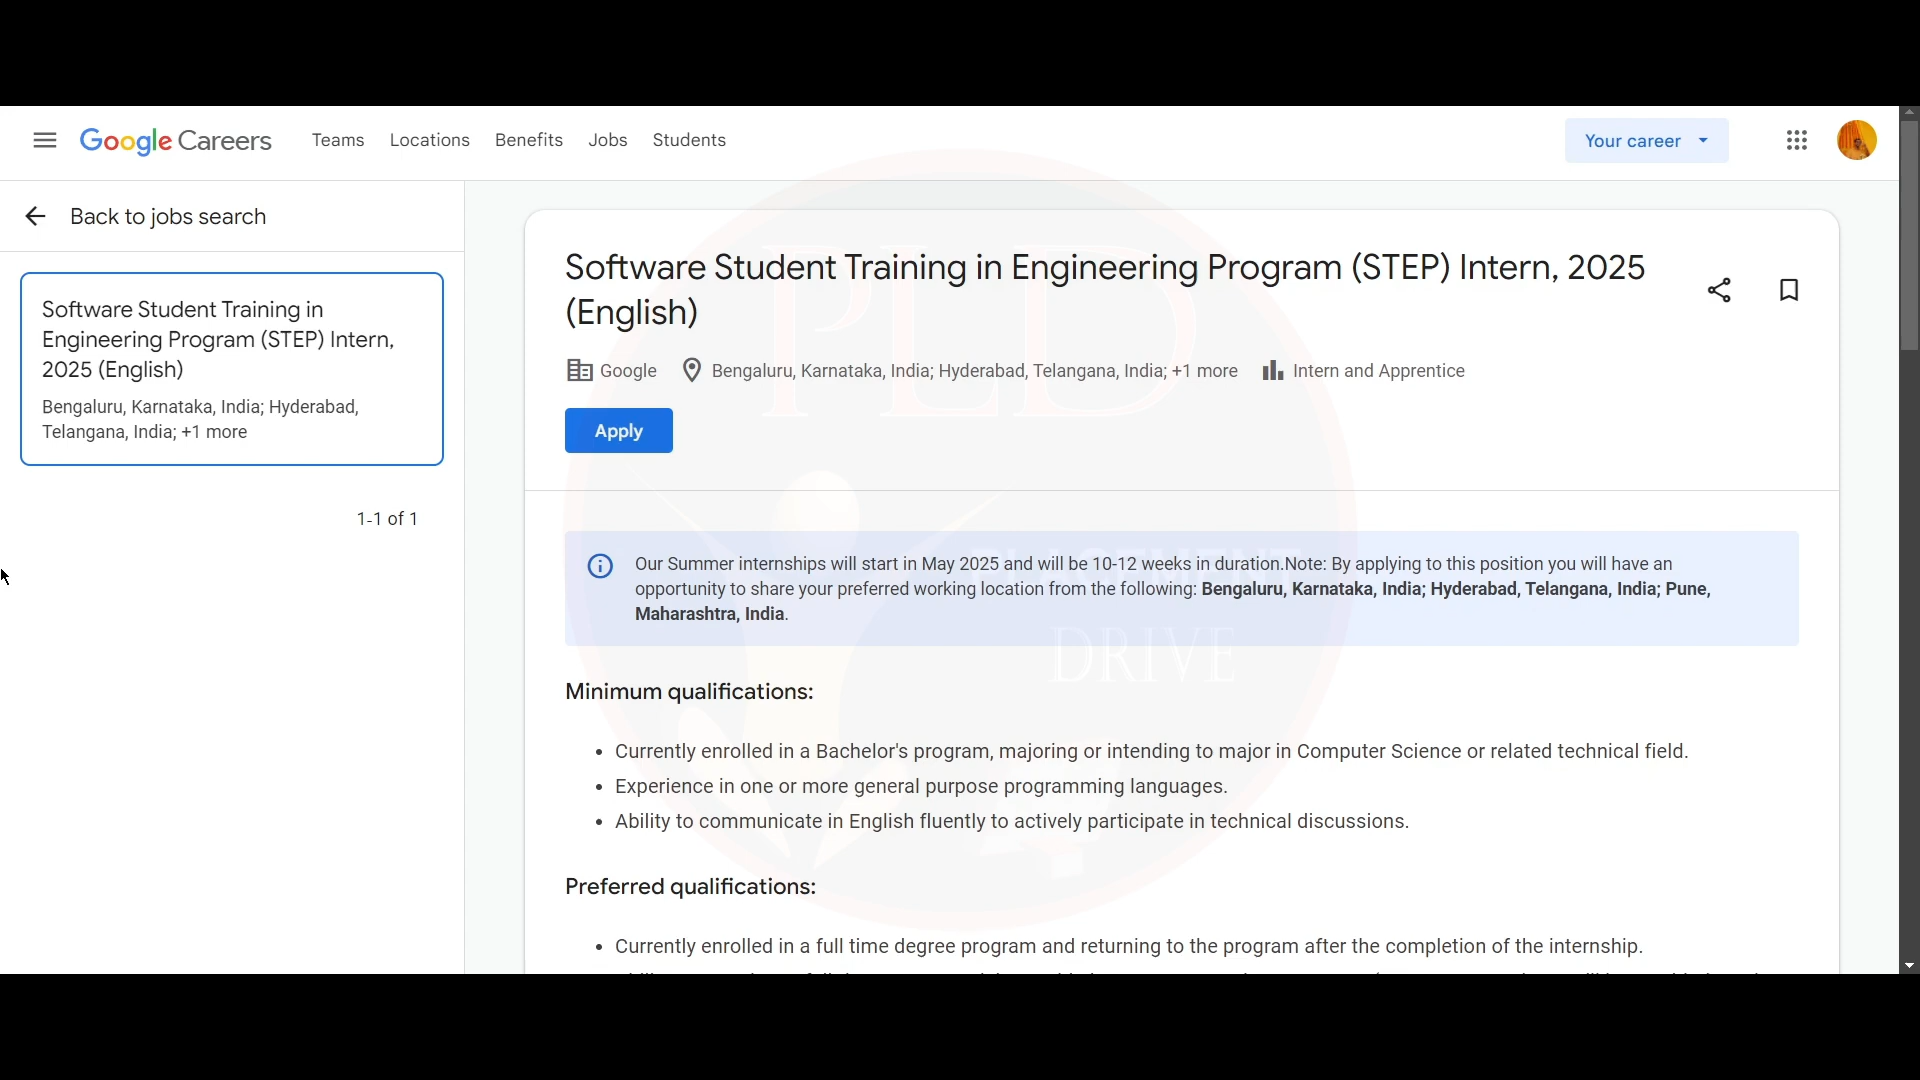 Google Careers Teams Locations Benefits Jobs Students Your career
Back to jobs search
Software Student Training in
Engineering Program (STEP) Intern,
2025 (English)
Bengaluru, Karnataka, India; Hyderabad,
Telangana, India; +1 more
1-1 of 1
Software Student Training in Engineering Program (STEP) Intern, 2025
(English)
Google Bengaluru, Karnataka, India; Hyderabad, Telangana, India; +1 more Intern and Apprentice
Apply
Our Summer internships will start in May 2025 and will be 10-12 weeks in duration.Note: By applying to this position you will have an
opportunity to share your preferred working location from the following: Bengaluru, Karnataka, India; Hyderabad, Telangana, India; Pune,
Maharashtra, India.
Minimum qualifications:
• Currently enrolled in a Bachelor's program, majoring or intending to major in Computer Science or related technical field.
• Experience in one or more general purpose programming languages.
• Ability to communicate in English fluently to actively participate in technical discussions.
Preferred qualifications:
• Currently enrolled in a full time degree program and returning to the program after the completion of the internship.
PLD
PLACEMENT
DRIVE